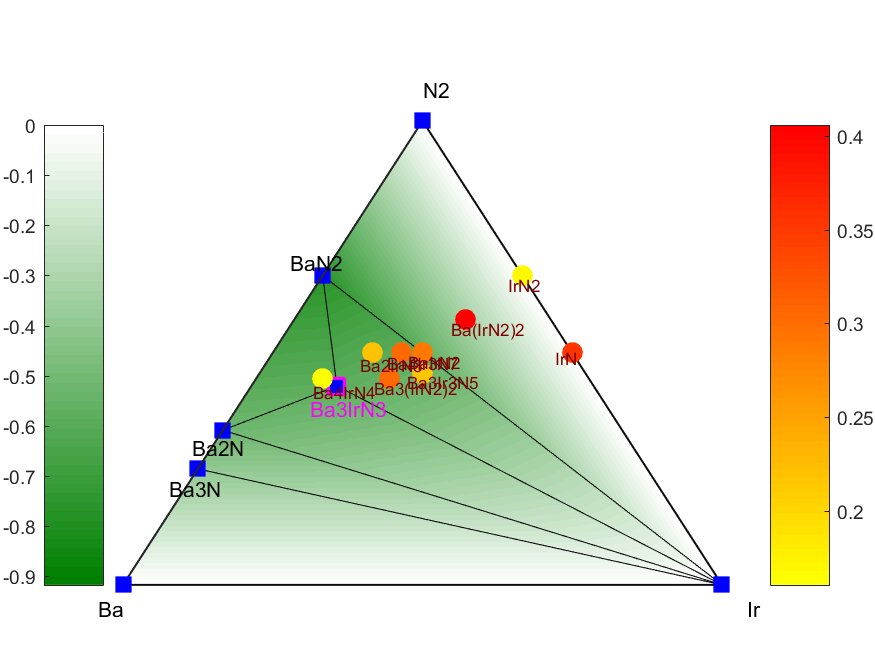 N2
0
-0.1
-0.2
-0.3
-0.4
-0.5
-0.6
-0.7
-0.8
-0.9
BaN2
IrN2
Ba(IrN2)2
IrN
Ba2IrN3
Ba3Ir3N5
Ba3(IrN2)2
Ba4IrN4
Ba3IrN3
Ba2N
Ba3N
Ba
Ir
0.4
0.35
0.3
0.25
0.2